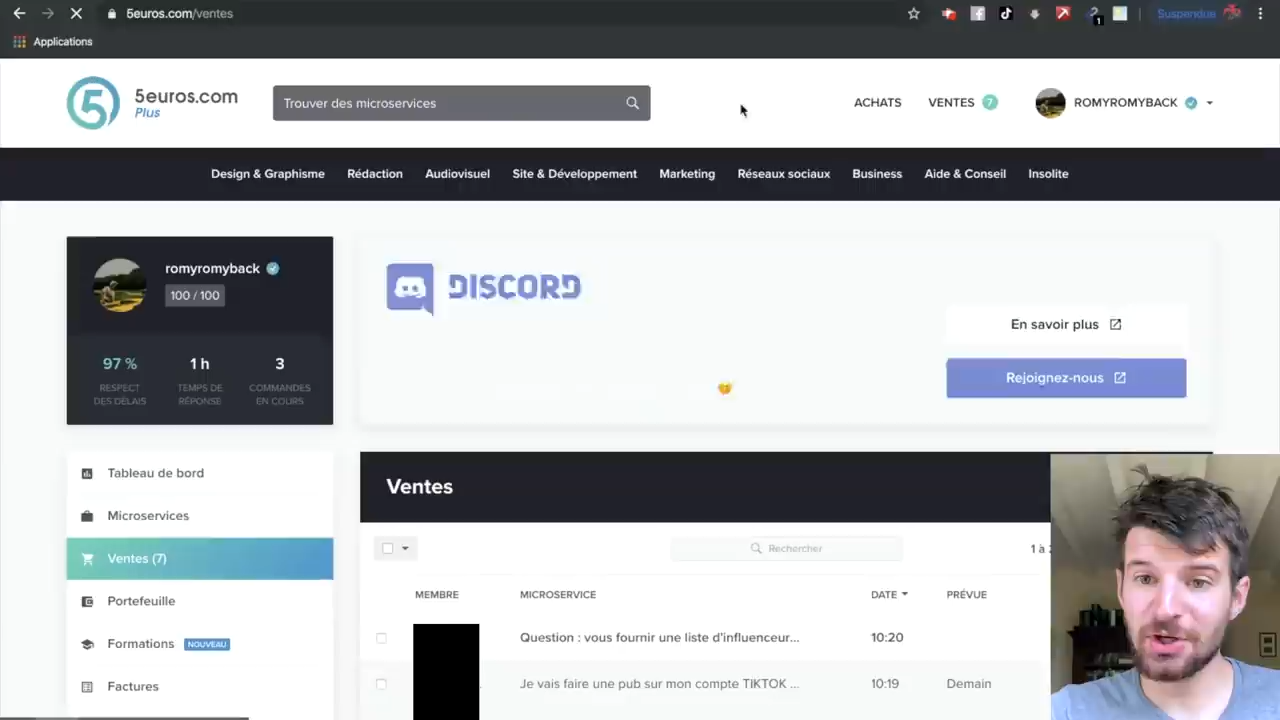 5euros.com/ventes
1
Suspendue
Applications
5
5euros.com
Plus
Trouver des microservices
ACHATS
VENTES 7
ROMYROMYBACK
Design & Graphisme
Rédaction
Audiovisuel
Site & Développement
Marketing
Réseaux sociaux
Business
Aide & Conseil
Insolite
romyromyback
100 / 100
97 %
1 h
3
RESPECT
DES DÉLAIS
TEMPS DE
RÉPONSE
COMMANDES
EN COURS
DISCORD
En savoir plus
Rejoignez-nous
Tableau de bord
Microservices
Ventes (7)
Portefeuille
Formations NOUVEAU
Factures
Ventes
Rechercher
1 à
MEMBRE
MICROSERVICE
DATE
PRÉVUE
Question : vous fournir une liste d'influenceur...
10:20
Je vais faire une pub sur mon compte TIKTOK ...
10:19
Demain